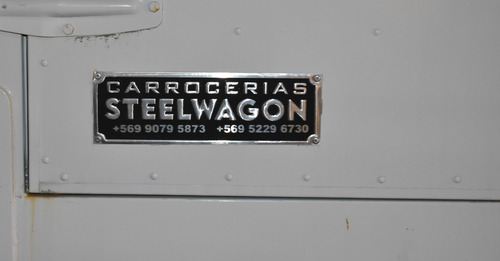 CARROCERIAS
STEELWAGON
+569 9079 5873 +569 5229 6730